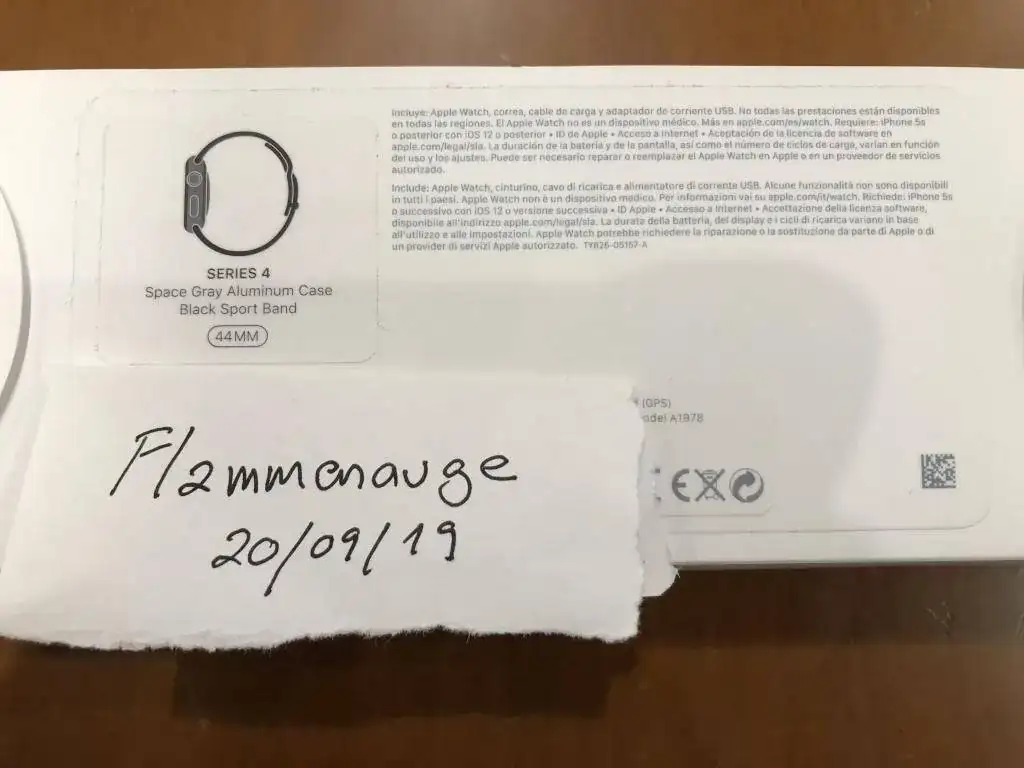 Incluye: Apple Watch, correa, cable de carga y adaptador de corriente USB. No todas las prestaciones están disponibles
en todas las regiones. El Apple Watch no es un dispositivo médico. Más en apple.com/es/watch. Requiere: iPhone 5s
o posterior con iOS 12 o posterior • ID de Apple • Acceso a Internet • Aceptación de la licencia de software en
apple.com/legal/sla. La duración de la batería y de la pantalla, así como el número de ciclos de carga, varían en función
del uso y los ajustes. Puede ser necesario reparar o reemplazar el Apple Watch en Apple o en un proveedor de servicios
autorizado.
Include: Apple Watch, cinturino, cavo di ricarica e alimentatore di corrente USB. Alcune funzionalità non sono disponibili
in tutti i paesi. Apple Watch non è un dispositivo medico. Per informazioni vai su apple.com/it/watch. Richiede: iPhone 5s
o successivo con iOS 12 o versione successiva • ID Apple • Accesso a Internet • Accettazione della licenza software,
disponibile all'indirizzo apple.com/legal/sla. La durata della batteria, del display e i cicli di ricarica variano in base
all'utilizzo e alle impostazioni. Apple Watch potrebbe richiedere la riparazione o la sostituzione da parte di Apple o di
un provider di servizi Apple autorizzato. TY826-05157-A
SERIES 4
Space Gray Aluminum Case
Black Sport Band
44MM
(GPS)
A1978
CE
Flammenauge
20/09/19